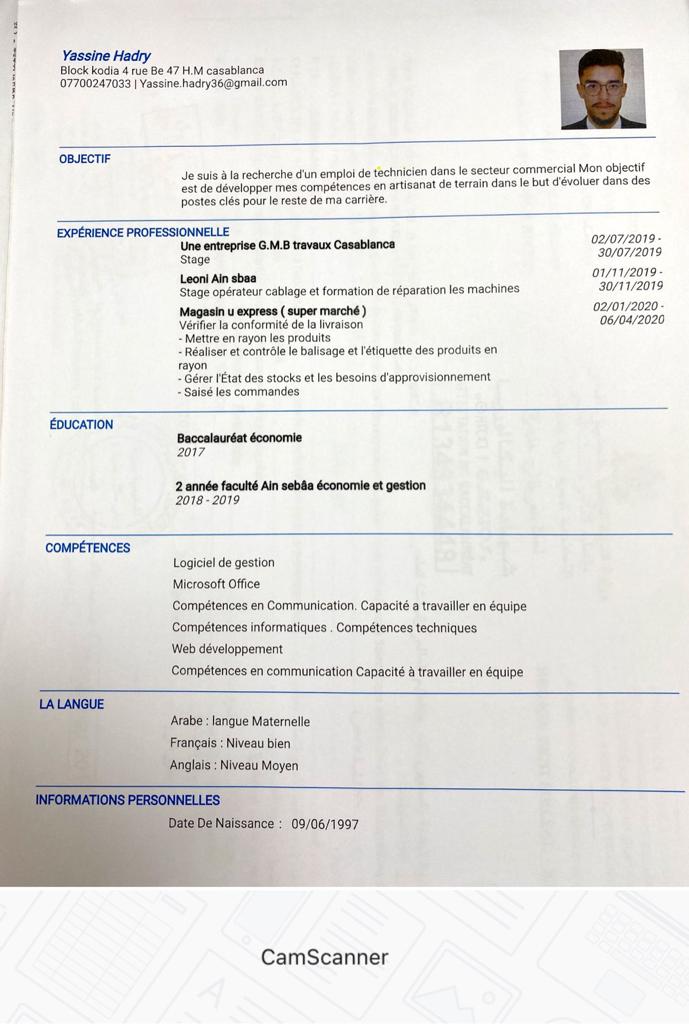 Yassine Hadry
Block kodia 4 rue Be 47 H.M casablanca
07700247033 | Yassine.hadry36@gmail.com
OBJECTIF
Je suis à la recherche d'un emploi de technicien dans le secteur commercial Mon objectif
est de développer mes compétences en artisanat de terrain dans le but d'évoluer dans des
postes clés pour le reste de ma carrière.
EXPÉRIENCE PROFESSIONNELLE
Une entreprise G.M.B travaux Casablanca
02/07/2019 -
30/07/2019
Stage
Leoni Ain sbaa
01/11/2019 -
30/11/2019
Stage opérateur cablage et formation de réparation les machines
Magasin u express ( super marché )
02/01/2020 -
06/04/2020
Vérifier la conformité de la livraison
- Mettre en rayon les produits
- Réaliser et contrôle le balisage et l'étiquette des produits en
rayon
- Gérer l'État des stocks et les besoins d'approvisionnement
- Saisé les commandes
ÉDUCATION
Baccalauréat économie
2017
2 année faculté Ain sebâa économie et gestion
2018 - 2019
COMPÉTENCES
Logiciel de gestion
Microsoft Office
Compétences en Communication. Capacité a travailler en équipe
Compétences informatiques . Compétences techniques
Web développement
Compétences en communication Capacité à travailler en équipe
LA LANGUE
Arabe : langue Maternelle
Français : Niveau bien
Anglais : Niveau Moyen
INFORMATIONS PERSONNELLES
Date De Naissance : 09/06/1997
CamScanner